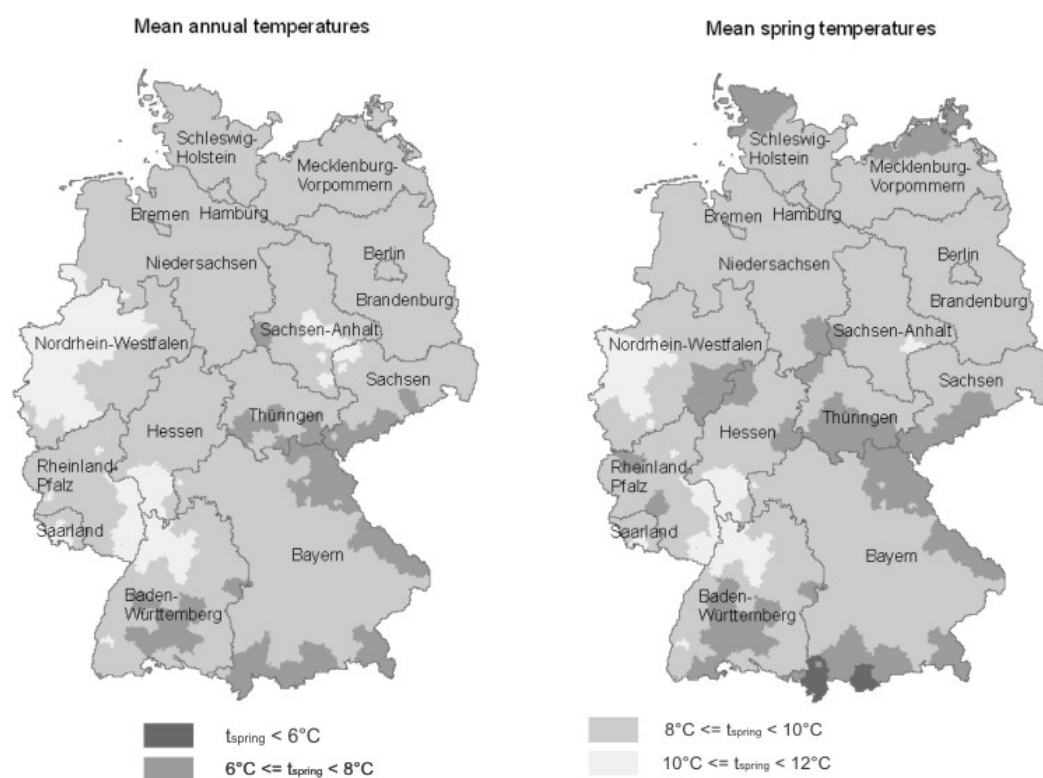 Mean annual temperatures
Schleswig-
Holstein
Mecklenburg-
Vorpommern
Bremen
Hamburg
Berlin
Niedersachsen
Brandenburg
Sachsen-Anhalt
Nordrhein-Westfalen
Sachsen
Thüringen
Hessen
Rheinland-
Pfalz
Saarland
Bayern
Baden-
Württemberg
Mean spring temperatures
Schleswig-
Holstein
Mecklenburg-
Vorpommern
Bremen
Hamburg
Berlin
Niedersachsen
Brandenburg
Sachsen-Anhalt
Nordrhein-Westfalen
Sachsen
Thüringen
Hessen
Rheinland-
Pfalz
Saarland
Bayern
Baden-
Württemberg
tspring < 6°C
6°C <= tspring < 8°C
8°C <= tspring < 10°C
10°C <= tspring < 12°C